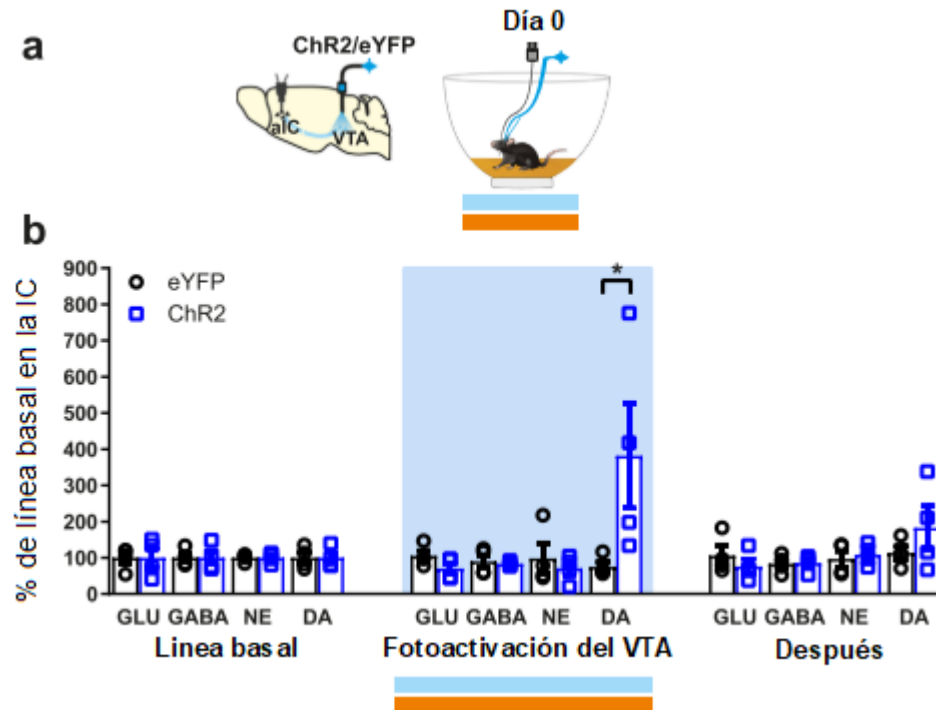 a
ChR2/eYFP
aIC
VTA
Día 0
b
% de línea basal en la IC
900
800
700
600
500
400
300
200
100
0
eYFP
ChR2
*
GLU GABA NE DA
GLU GABA NE DA
GLU GABA NE DA
Linea basal
Fotoactivación del VTA
Después